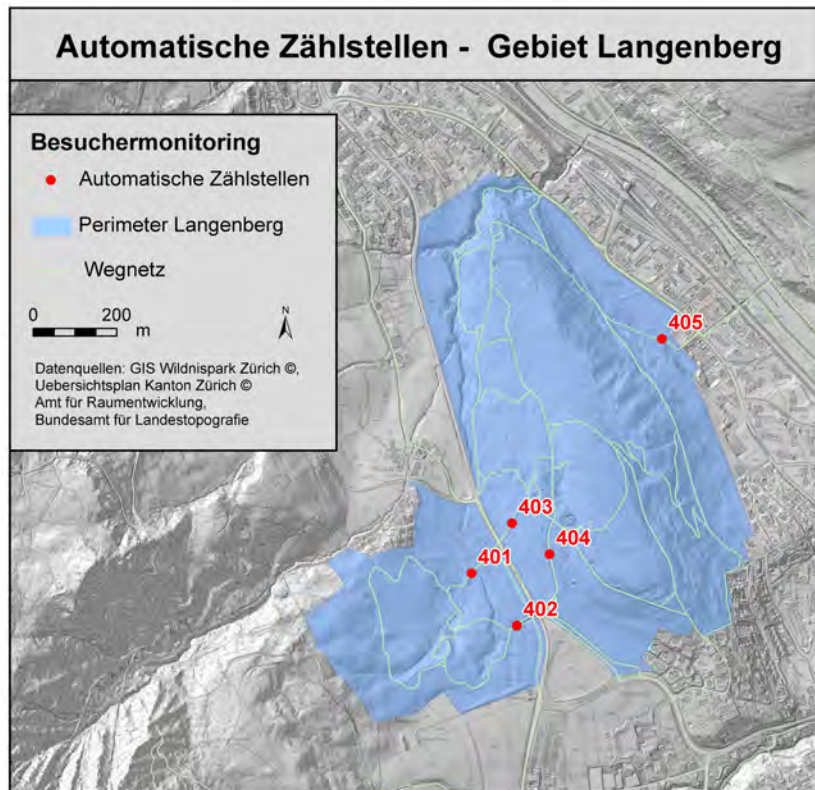 Automatische Zählstellen - Gebiet Langenberg
Besuchermonitoring
Automatische Zählstellen
Perimeter Langenberg
Wegnetz
0 200
m
N
Datenquellen: GIS Wildnispark Zürich ©,
Uebersichtsplan Kanton Zürich ©
Amt für Raumentwicklung,
Bundesamt für Landestopografie
405
403
404
401
402